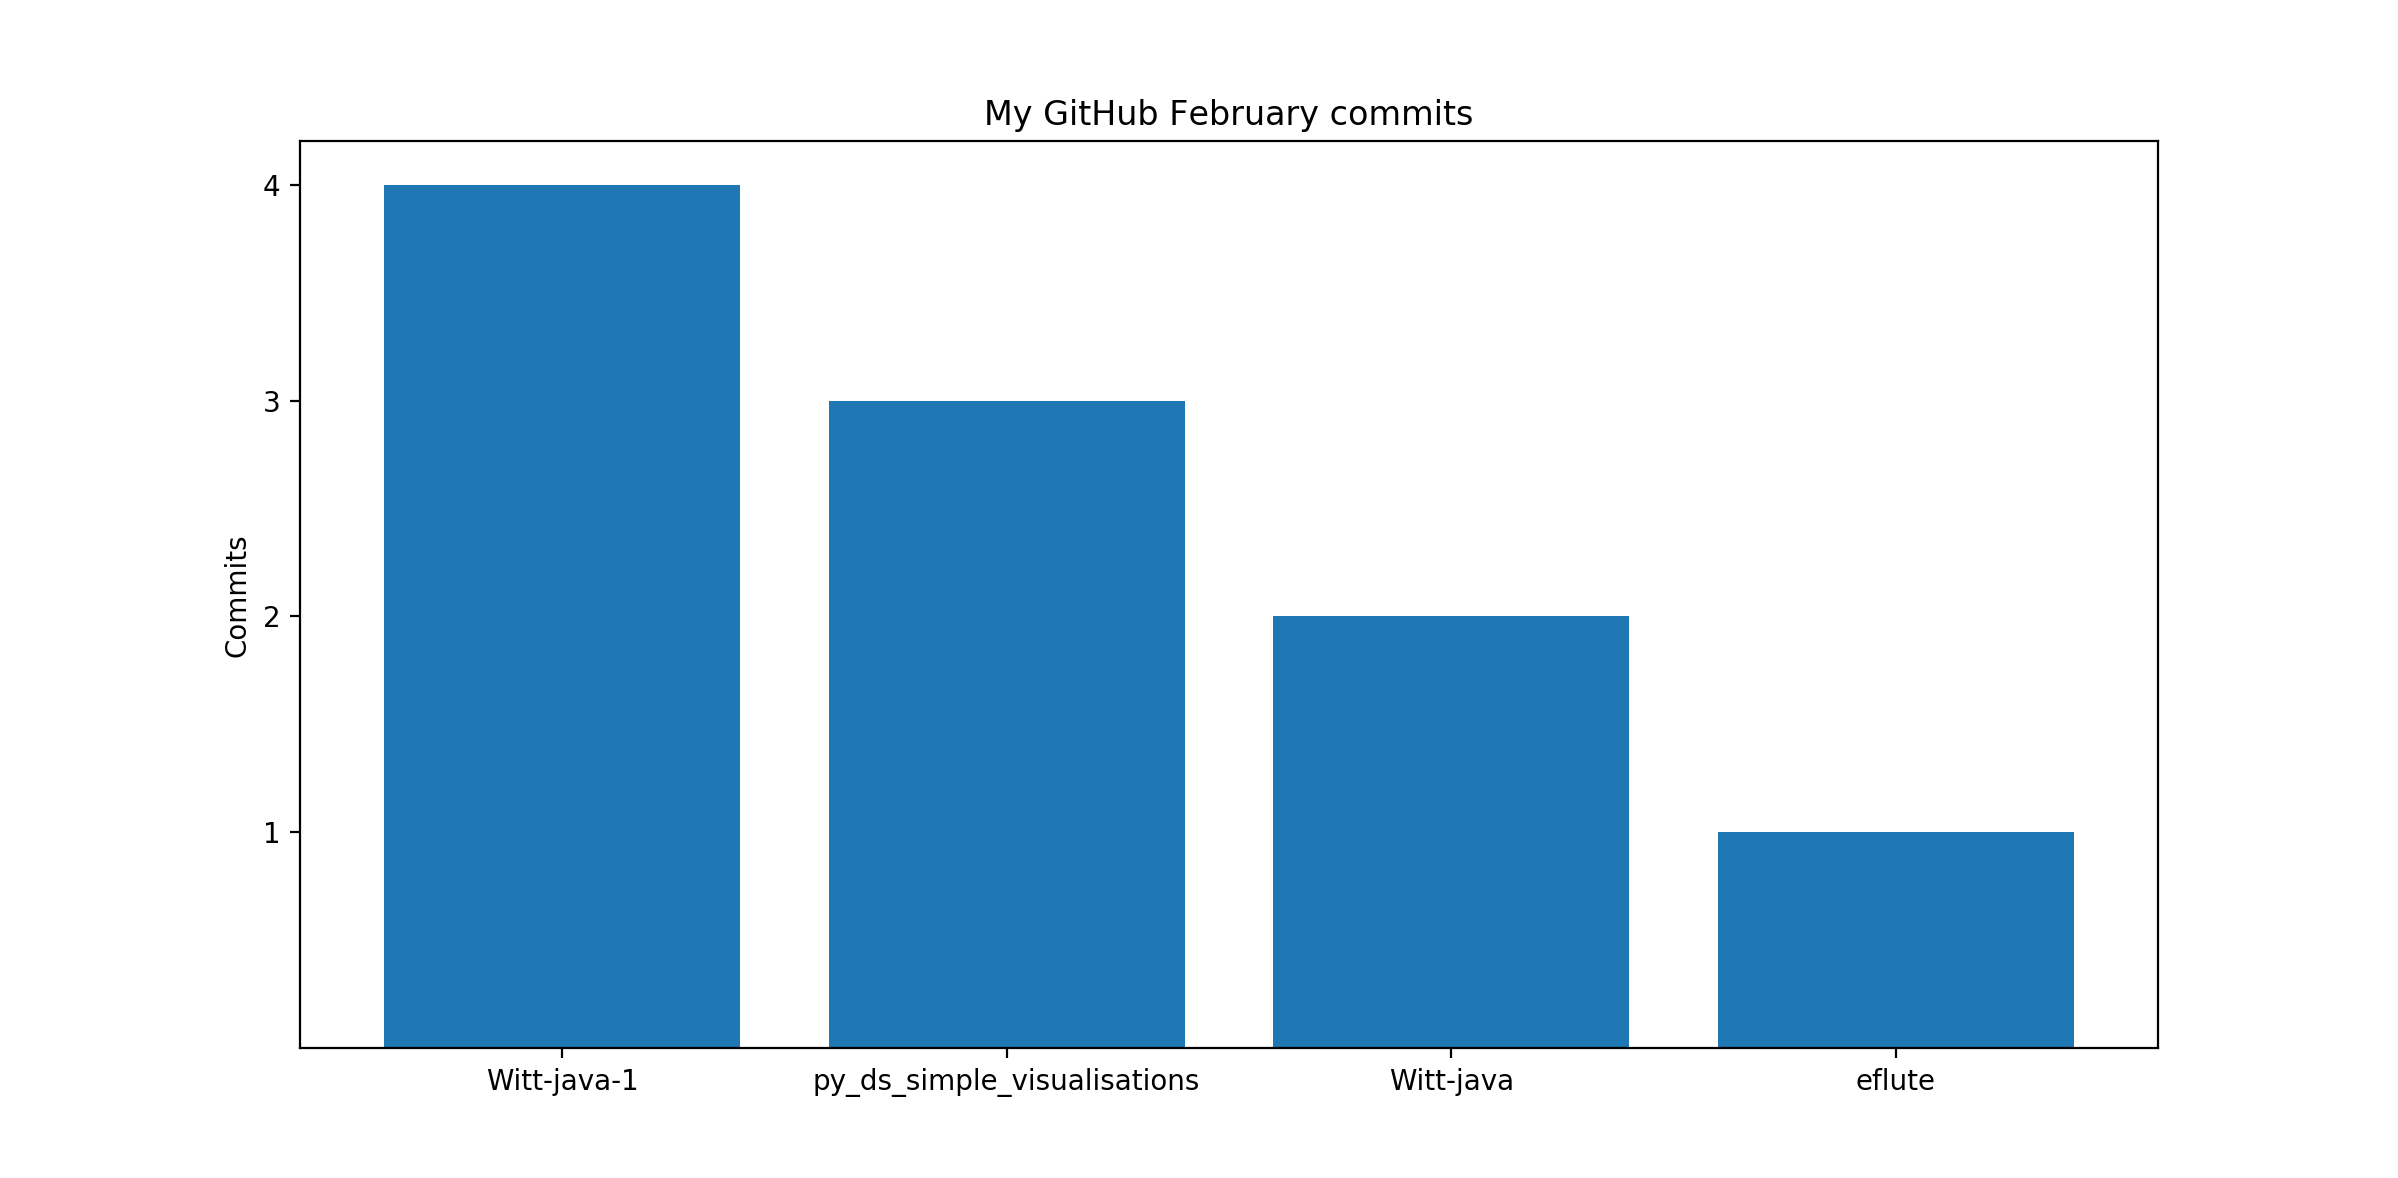 My GitHub February commits
4
3
2
1
Commits
Witt-java-1
py_ds_simple_visualisations
Witt-java
eflute